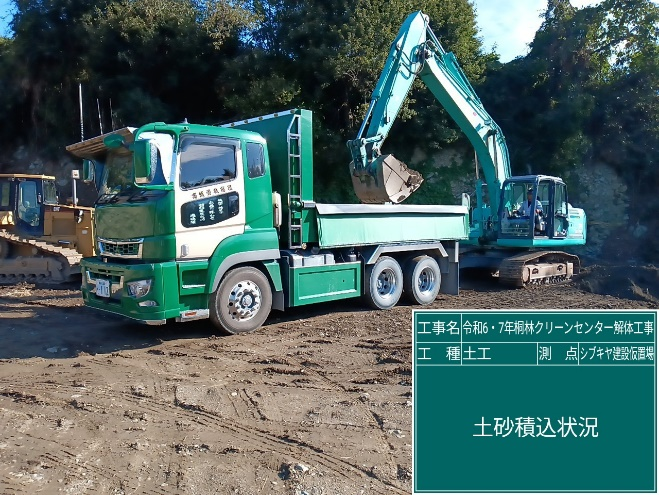 工事名 令和6・7年桐林クリーンセンター解体工事
工　種 土工 測　点 シブキヤ建設仮置場
土砂積込状況